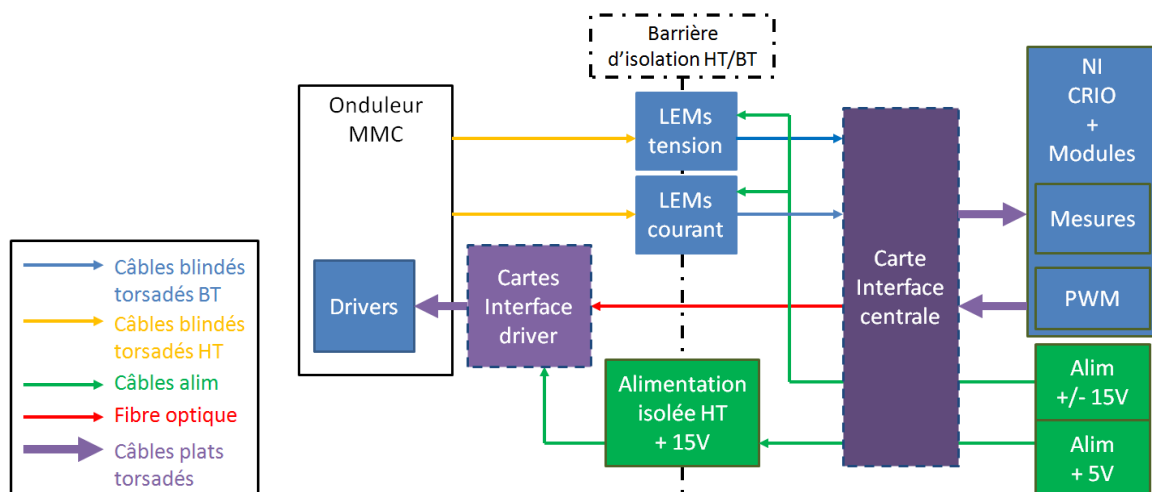 Barrière
d'isolation HT/BT
Onduleur
MMC
LEMs
tension
LEMs
courant
NI
CRIO
+
Modules
Mesures
PWM
Carte
Interface
centrale
Cartes
Interface
driver
Drivers
Alimentation
isolée HT
+ 15V
Alim
+/- 15V
Alim
+ 5V
Câbles blindés
torsadés BT
Câbles blindés
torsadés HT
Câbles alim
Fibre optique
Câbles plats
torsadés